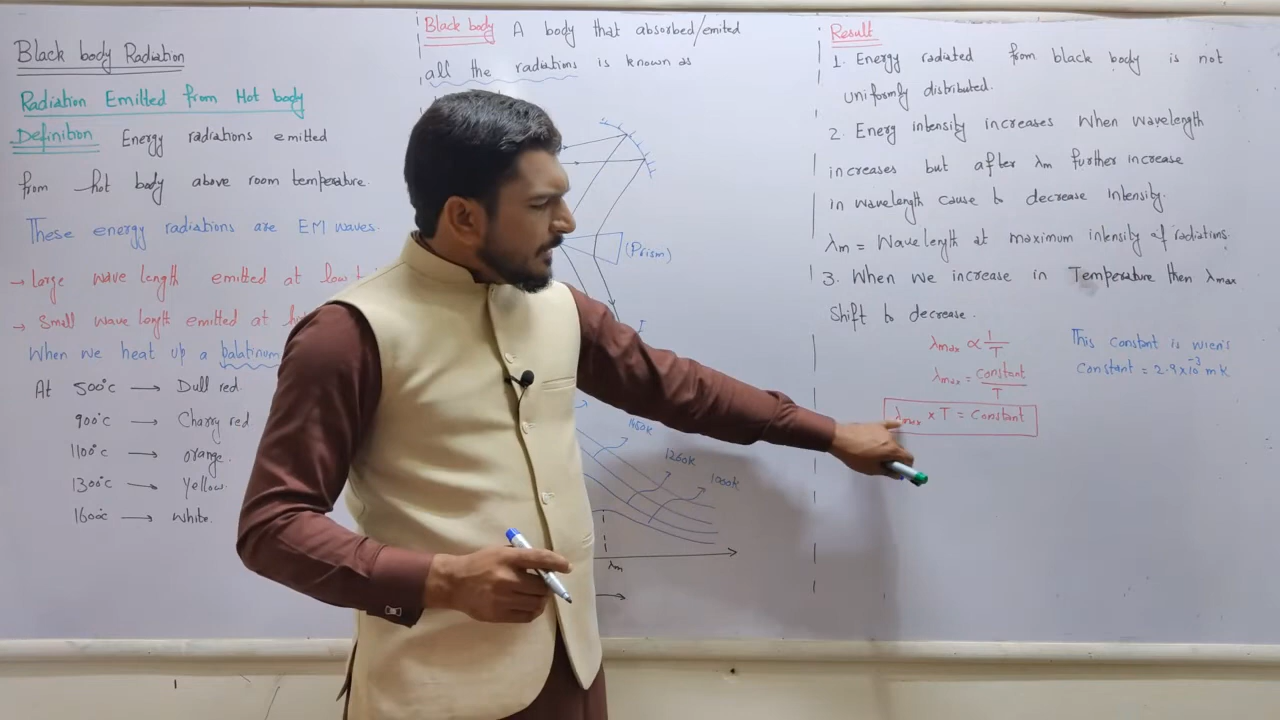 Black body Radiation
Radiation Emitted from Hot body
Definition Energy radiations emitted
from hot body above room temperature.
These energy radiations are EM waves.
→ Large wave length emitted at low
→ Small wave length emitted at
When we heat up a palatinum
At 500°c → Dull red.
900°c → Charry red
1100°c → orange.
1300°c → Yellow.
1600c → White.
Black body A body that absorbed/emited
all the radiations is known as
(Prism)
I
1450k
1260k
1000k
λm
Result
1. Energy radiated from black body is not
uniformly distributed.
2. Energy intensity increases when wavelength
increases but after λm further increase
in wavelength cause to decrease intensity.
λm = Wavelength at maximum intensity of radiations.
3. When we increase in Temperature then λmax
Shift to decrease.
λmax ∝ 1/T
λmax = constant/T
λmax × T = Constant
This Constant is wien's
Constant = 2.9×10⁻³ m K